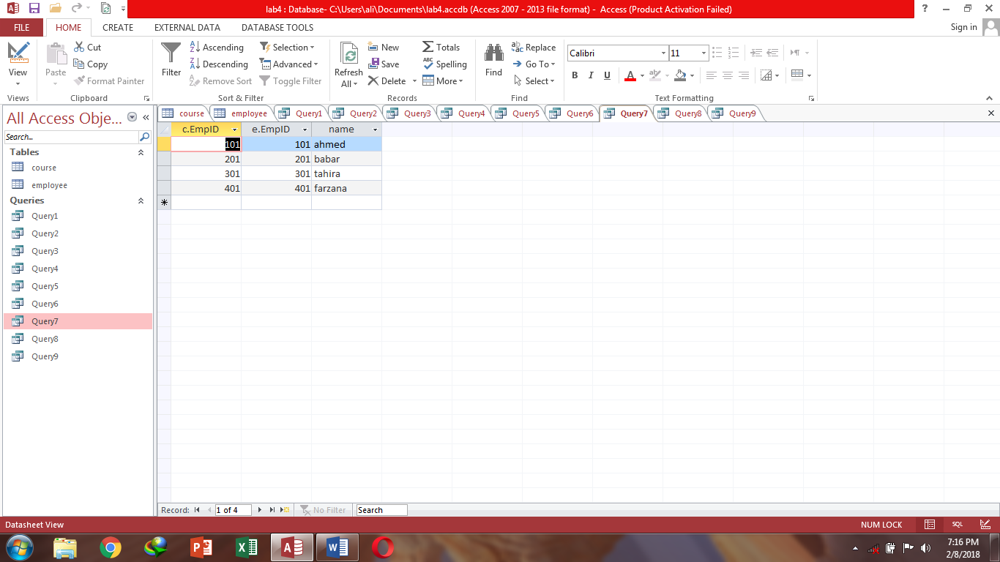 lab4 : Database- C:\Users\ali\Documents\lab4.accdb (Access 2007 - 2013 file format) - Access (Product Activation Failed)
?
FILE HOME CREATE EXTERNAL DATA DATABASE TOOLS Sign in
View
Views
Paste
Cut
Copy
Format Painter
Clipboard
Filter
Ascending
Descending
Remove Sort
Selection
Advanced
Toggle Filter
Sort & Filter
Refresh
All
New
Save
Delete
Totals
Spelling
More
Records
Find
Replace
Go To
Select
Find
Calibri 11
B I U A
Text Formatting
All Access Obje...
Search...
Tables
course
employee
Queries
Query1
Query2
Query3
Query4
Query5
Query6
Query7
Query8
Query9
course employee Query1 Query2 Query3 Query4 Query5 Query6 Query7 Query8 Query9
c.EmpID e.EmpID name
101 101 ahmed
201 201 babar
301 301 tahira
401 401 farzana
Record: 1 of 4 No Filter Search
Datasheet View NUM LOCK SQL
7:16 PM
2/8/2018